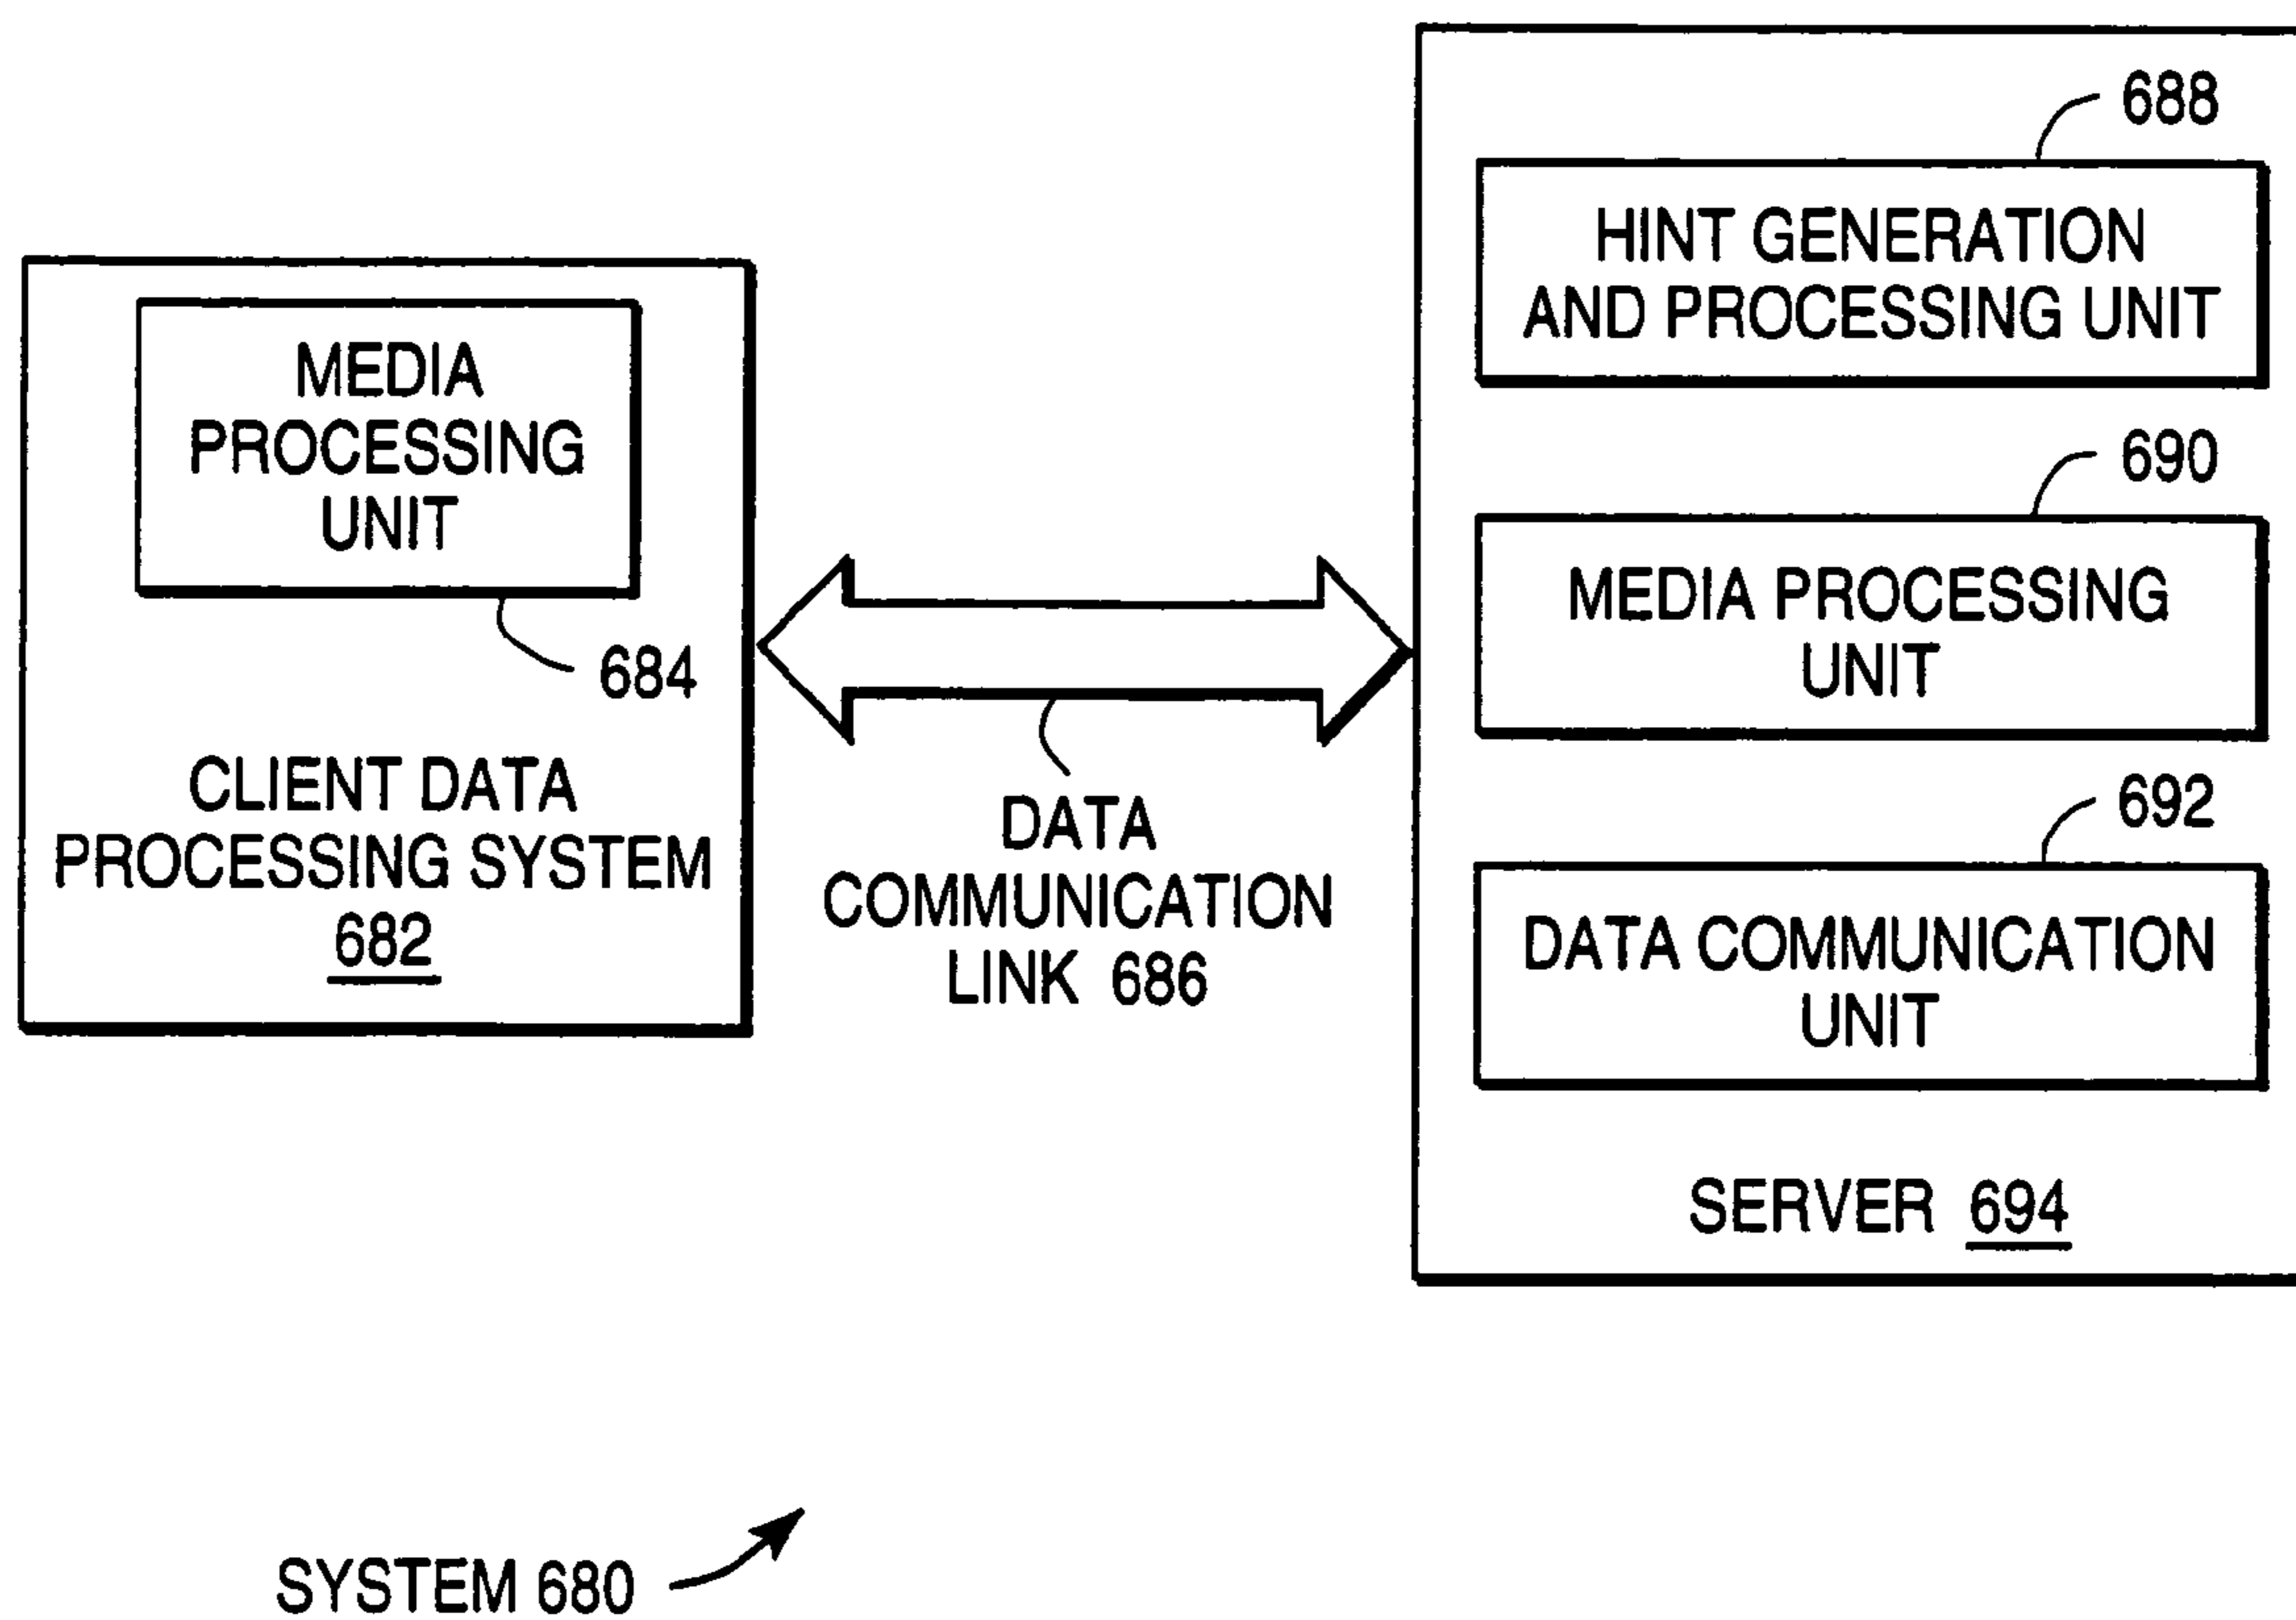 MEDIA
PROCESSING
UNIT
684
CLIENT DATA
PROCESSING SYSTEM
682
DATA
COMMUNICATION
LINK 686
688
HINT GENERATION
AND PROCESSING UNIT
690
MEDIA PROCESSING
UNIT
692
DATA COMMUNICATION
UNIT
SERVER 694
SYSTEM 680